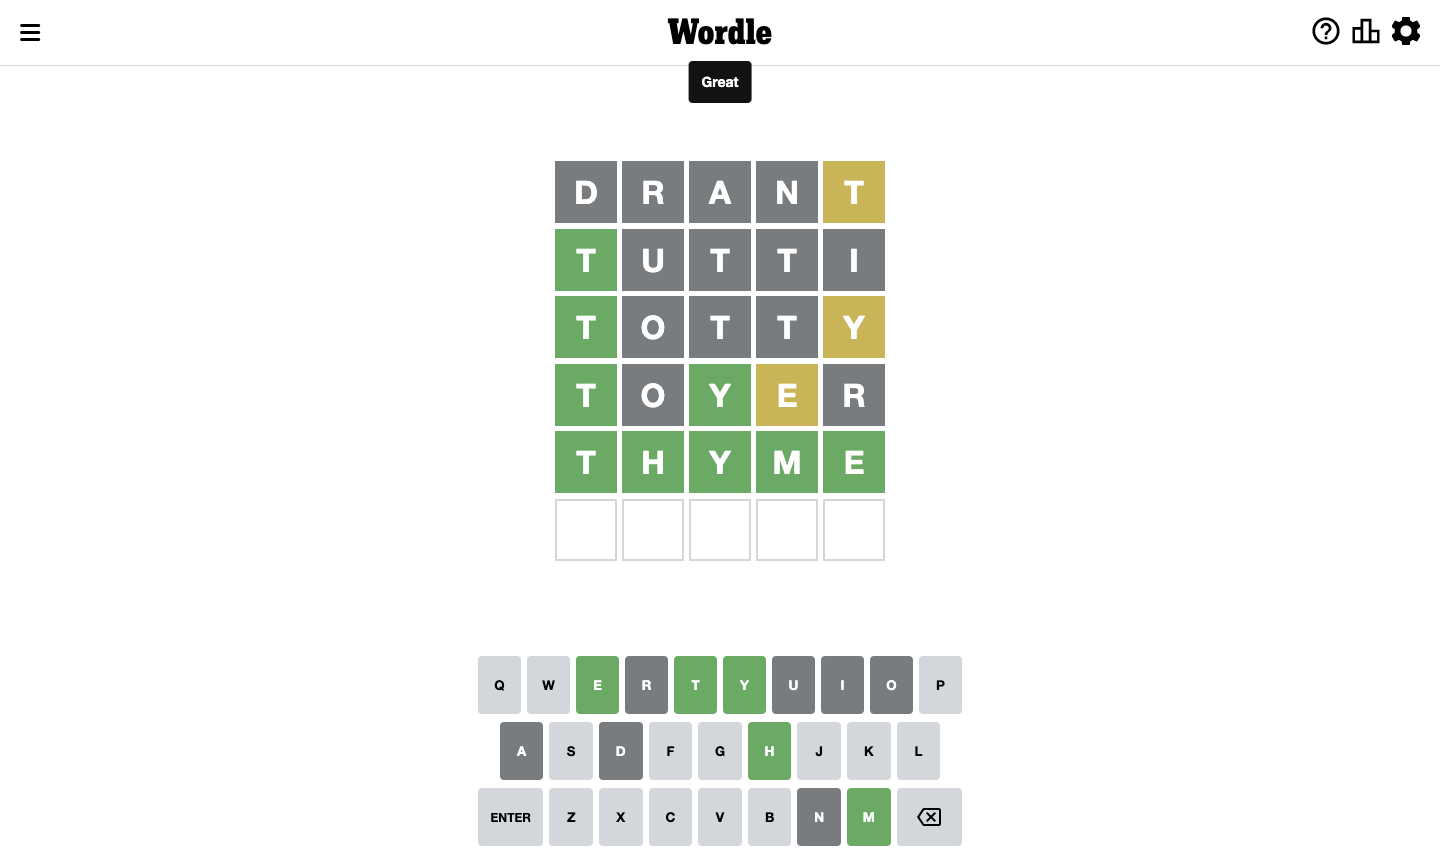 Wordle
Great
D R A N T
T U T T I
T O T T Y
T O Y E R
T H Y M E
Q W E R T Y U I O P
A S D F G H J K L
ENTER Z X C V B N M